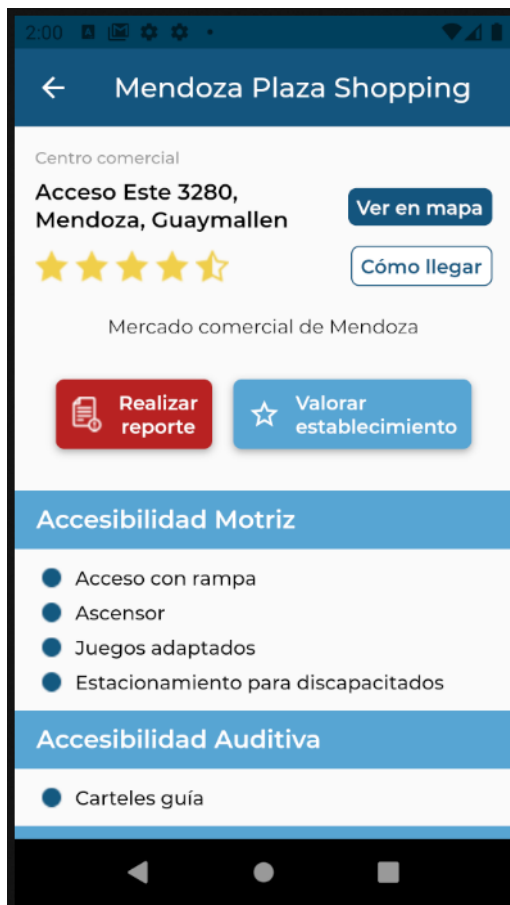 2:00
Mendoza Plaza Shopping
Centro comercial
Acceso Este 3280,
Mendoza, Guaymallen
Ver en mapa
Cómo llegar
Mercado comercial de Mendoza
Realizar
reporte
Valorar
establecimiento
Accesibilidad Motriz
Acceso con rampa
Ascensor
Juegos adaptados
Estacionamiento para discapacitados
Accesibilidad Auditiva
Carteles guía